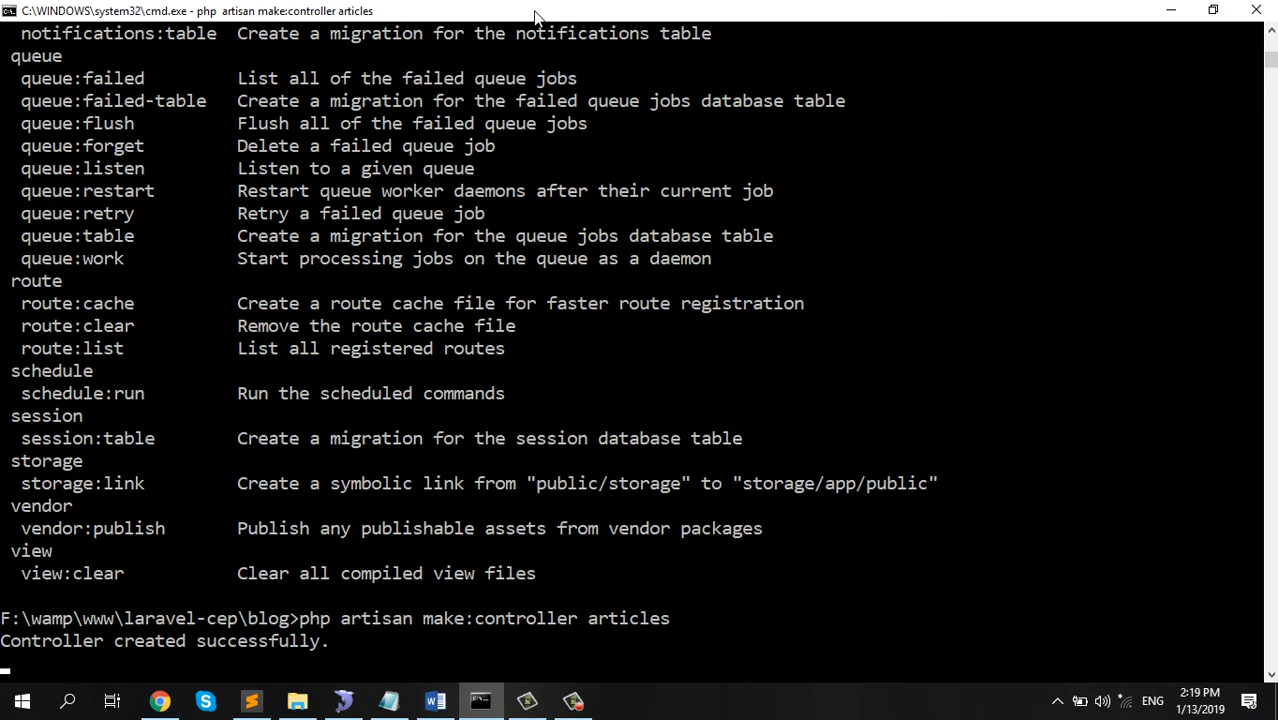 C:\WINDOWS\system32\cmd.exe - php  artisan make:controller articles
notifications:table  Create a migration for the notifications table
queue
queue:failed         List all of the failed queue jobs
queue:failed-table   Create a migration for the failed queue jobs database table
queue:flush          Flush all of the failed queue jobs
queue:forget         Delete a failed queue job
queue:listen         Listen to a given queue
queue:restart        Restart queue worker daemons after their current job
queue:retry          Retry a failed queue job
queue:table          Create a migration for the queue jobs database table
queue:work           Start processing jobs on the queue as a daemon
route
route:cache          Create a route cache file for faster route registration
route:clear          Remove the route cache file
route:list           List all registered routes
schedule
schedule:run         Run the scheduled commands
session
session:table        Create a migration for the session database table
storage
storage:link         Create a symbolic link from "public/storage" to "storage/app/public"
vendor
vendor:publish       Publish any publishable assets from vendor packages
view
view:clear           Clear all compiled view files
F:\wamp\www\laravel-cep\blog>php artisan make:controller articles
Controller created successfully.
ENG
2:19 PM
1/13/2019